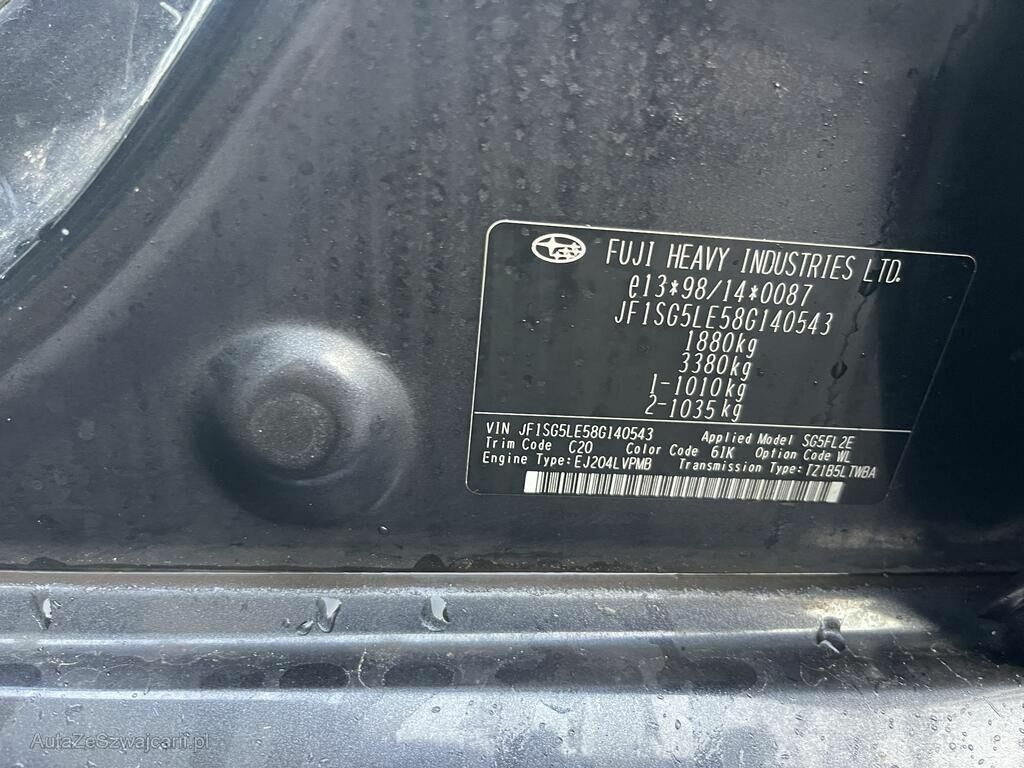 FUJI HEAVY INDUSTRIES LTD.
e13*98/14*0087
JF1SG5LE58G140543
1880kg
3380kg
1-1010kg
2-1035kg
VIN JF1SG5LE58G140543 Applied Model SG5FL2E
Trim Code C20 Color Code 61K Option Code WL
Engine Type:EJ204LVPMB Transmission Type:TZ1B5LTWBA
AutaZeSzwajcarii.pl